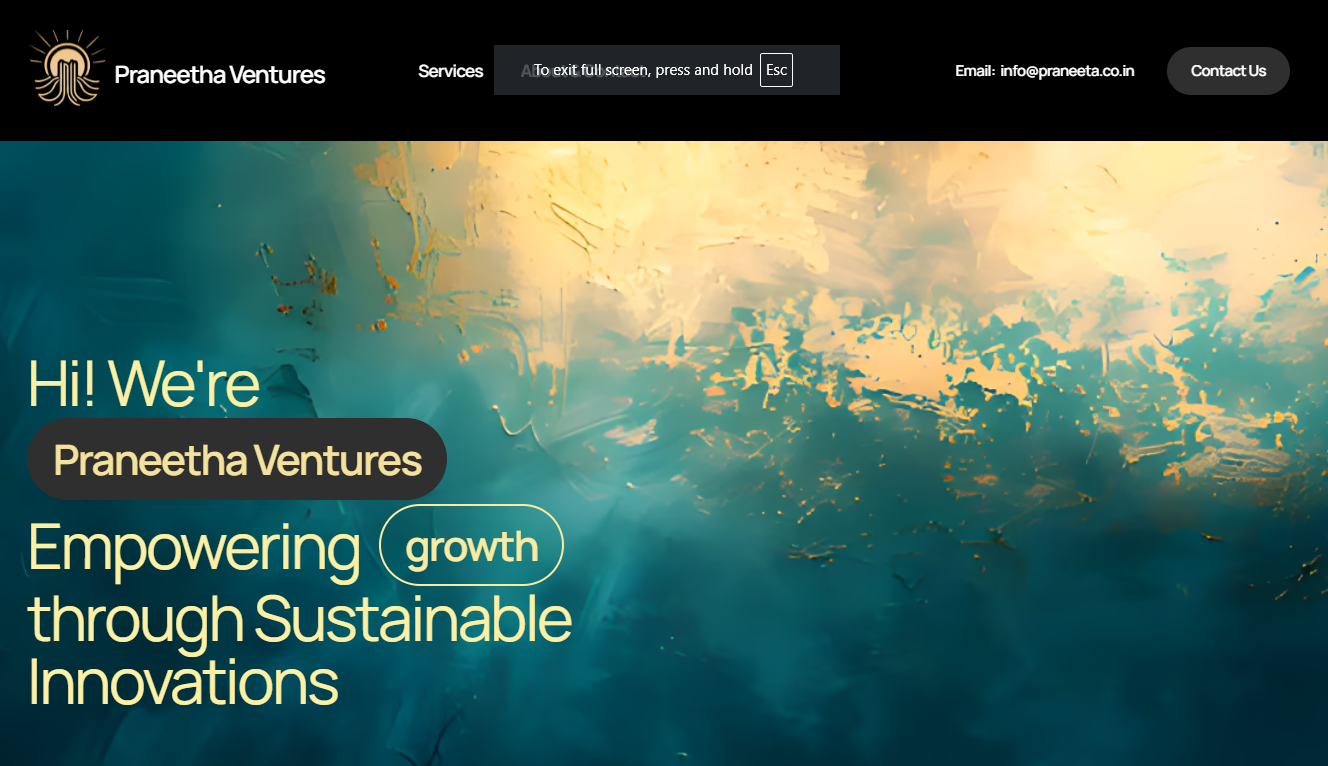 Praneetha Ventures
Services
To exit full screen, press and hold Esc
Email: info@praneeta.co.in
Contact Us
Hi! We're
Praneetha Ventures
Empowering growth
through Sustainable
Innovations